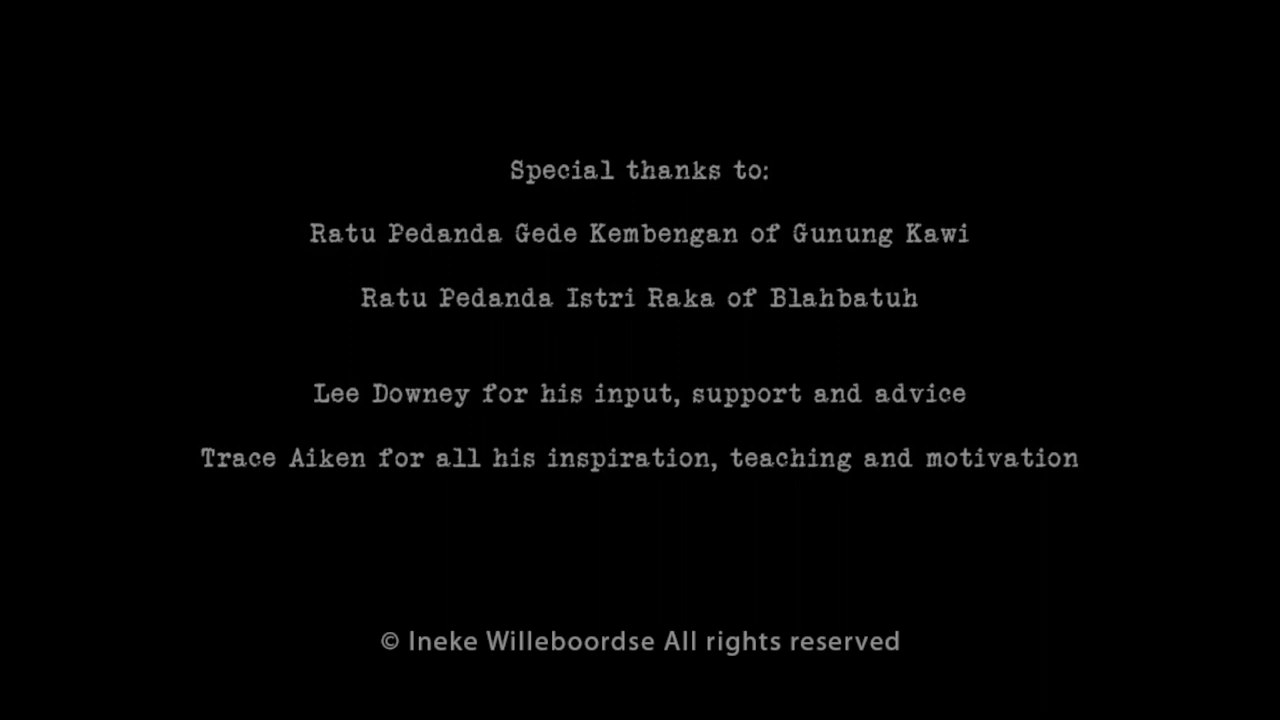 Special thanks to:
Ratu Pedanda Gede Kembengan of Gunung Kawi
Ratu Pedanda Istri Raka of Blahbatuh
Lee Downey for his input, support and advice
Trace Aiken for all his inspiration, teaching and motivation
© Ineke Willeboordse All rights reserved